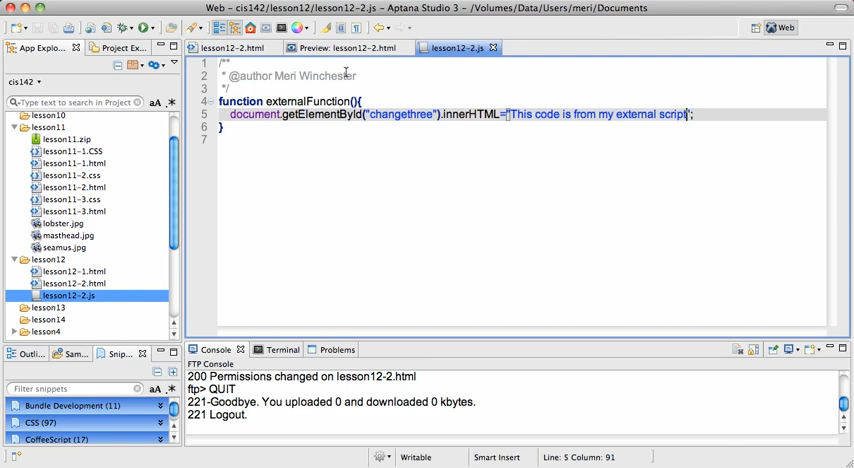 Web - cis142/lesson12/lesson12-2.js - Aptana Studio 3 - /Volumes/Data/Users/meri/Documents
Web
App Explo...
Project Ex...
cis142
Type text to search in Project
aA
.*
lesson10
lesson11
lesson11.zip
lesson11-1.CSS
lesson11-1.html
lesson11-2.css
lesson11-2.html
lesson11-3.css
lesson11-3.html
lobster.jpg
masthead.jpg
seamus.jpg
lesson12
lesson12-1.html
lesson12-2.html
lesson12-2.js
lesson13
lesson14
lesson4
lesson12-2.html
Preview: lesson12-2.html
lesson12-2.js
1 /**
2 * @author Meri Winchester
3 */
4 function externalFunction(){
5 document.getElementById("changethree").innerHTML="This code is from my external script";
6 }
7
Outli...
Sam...
Snip...
Filter snippets
aA
.*
Bundle Development (11)
CSS (97)
CoffeeScript (17)
Console
Terminal
Problems
FTP Console
200 Permissions changed on lesson12-2.html
ftp> QUIT
221-Goodbye. You uploaded 0 and downloaded 0 kbytes.
221 Logout.
Writable
Smart Insert
Line: 5 Column: 91